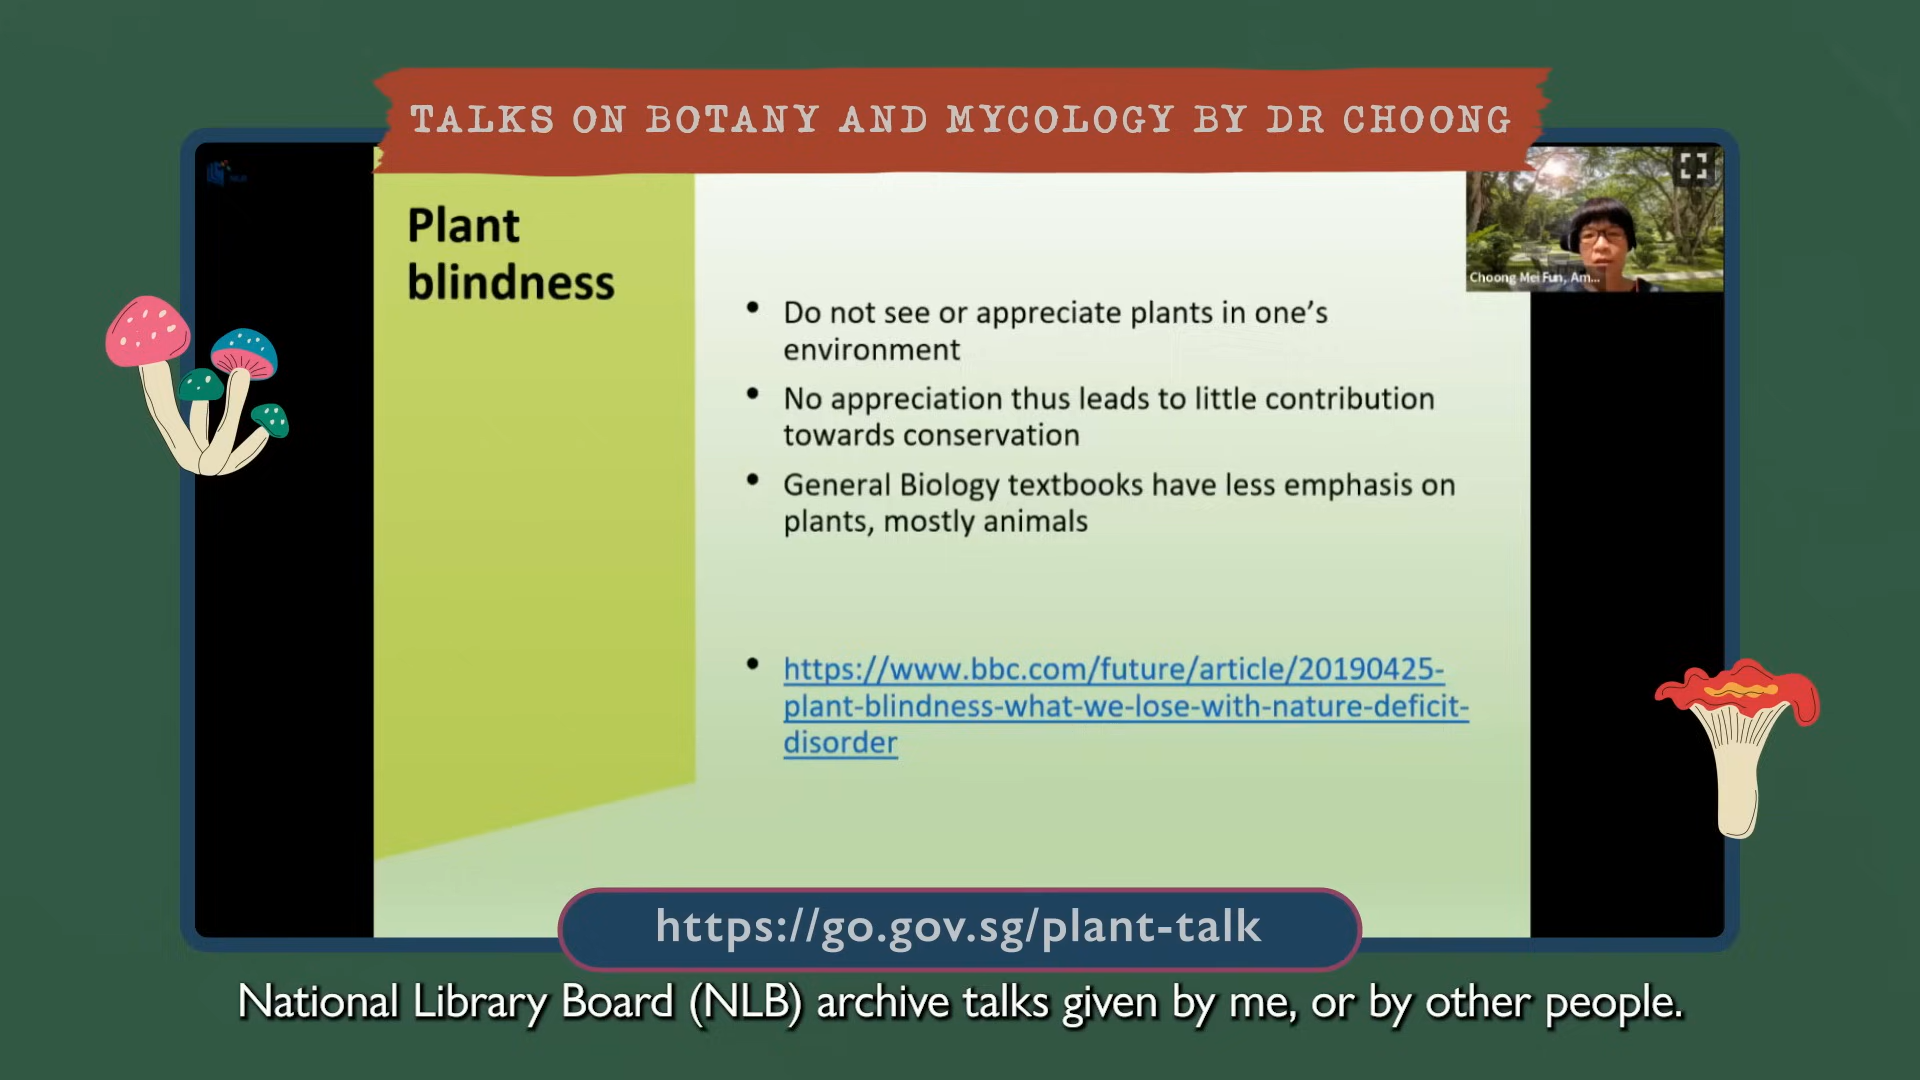 TALKS ON BOTANY AND MYCOLOGY BY DR CHOONG
NLB
Plant
blindness
Choong Mei Fun, Am...
• Do not see or appreciate plants in one's
environment
• No appreciation thus leads to little contribution
towards conservation
• General Biology textbooks have less emphasis on
plants, mostly animals
• https://www.bbc.com/future/article/20190425-
plant-blindness-what-we-lose-with-nature-deficit-
disorder
https://go.gov.sg/plant-talk
National Library Board (NLB) archive talks given by me, or by other people.